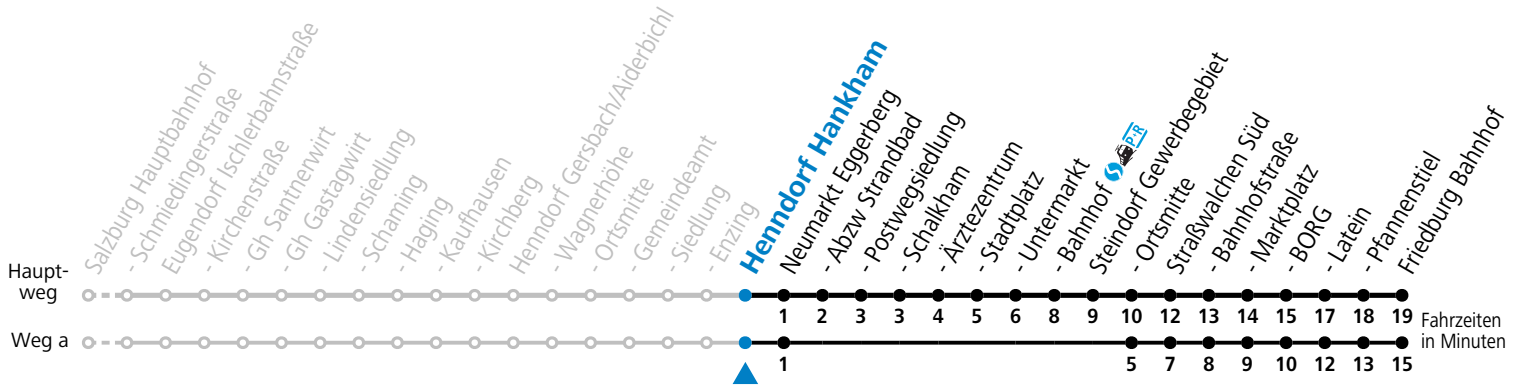 Salzburg Hauptbahnhof
- Schmiedingerstraße
Eugendorf Ischlerbahnstraße
- Kirchenstraße
- Gh Santnerwirt
- Gh Gastagwirt
- Lindensiedlung
- Schaming
- Haging
- Kaufhausen
- Kirchberg
Henndorf Gersbach/Aiderbichl
- Wagnerhöhe
- Ortsmitte
- Gemeindeamt
- Siedlung
- Enzing
Henndorf Hankham
Neumarkt Eggerberg
- Abzw Strandbad
- Postwegsiedlung
- Schalkham
- Ärztezentrum
- Stadtplatz
- Untermarkt
- Bahnhof S P+R
Steindorf Gewerbegebiet
- Ortsmitte
Straßwalchen Süd
- Bahnhofstraße
- Marktplatz
- BORG
- Latein
- Pfannenstiel
Friedburg Bahnhof
Haupt-
weg
1 2 3 3 4 5 6 8 9 10 12 13 14 15 17 18 19
Fahrzeiten
in Minuten
Weg a
1 5 7 8 9 10 12 13 15